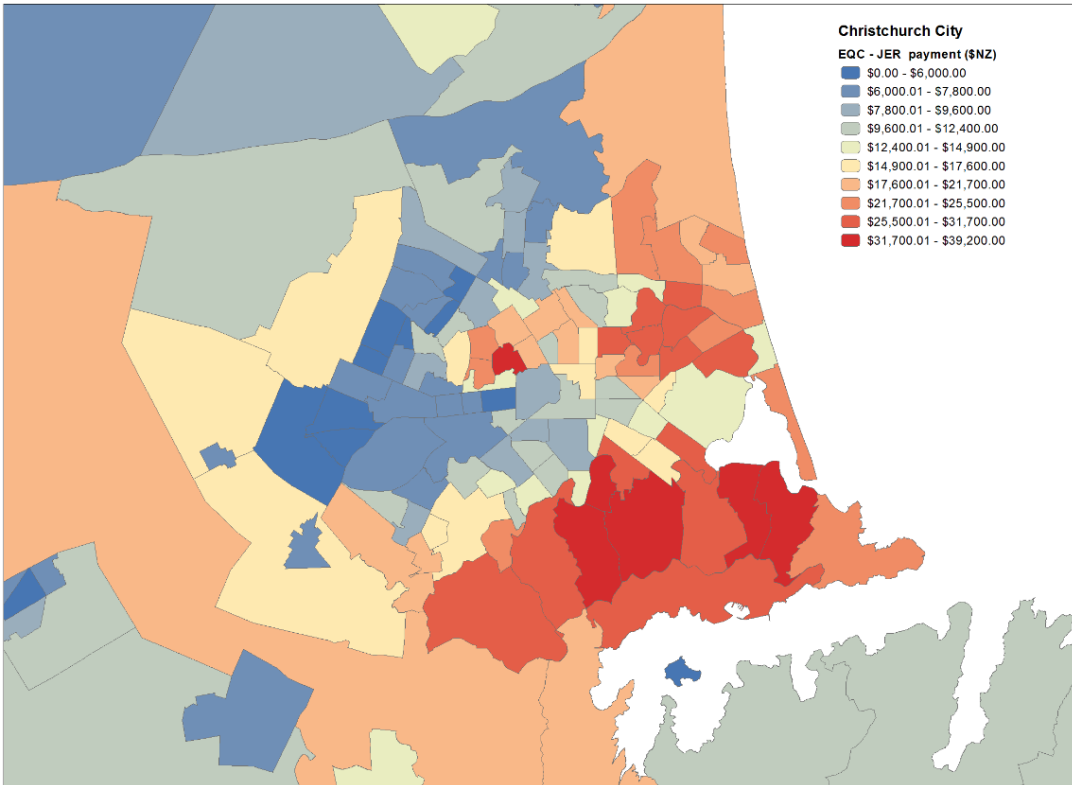 Christchurch City
EQC - JER payment ($NZ)
$0.00 - $6,000.00
$6,000.01 - $7,800.00
$7,800.01 - $9,600.00
$9,600.01 - $12,400.00
$12,400.01 - $14,900.00
$14,900.01 - $17,600.00
$17,600.01 - $21,700.00
$21,700.01 - $25,500.00
$25,500.01 - $31,700.00
$31,700.01 - $39,200.00